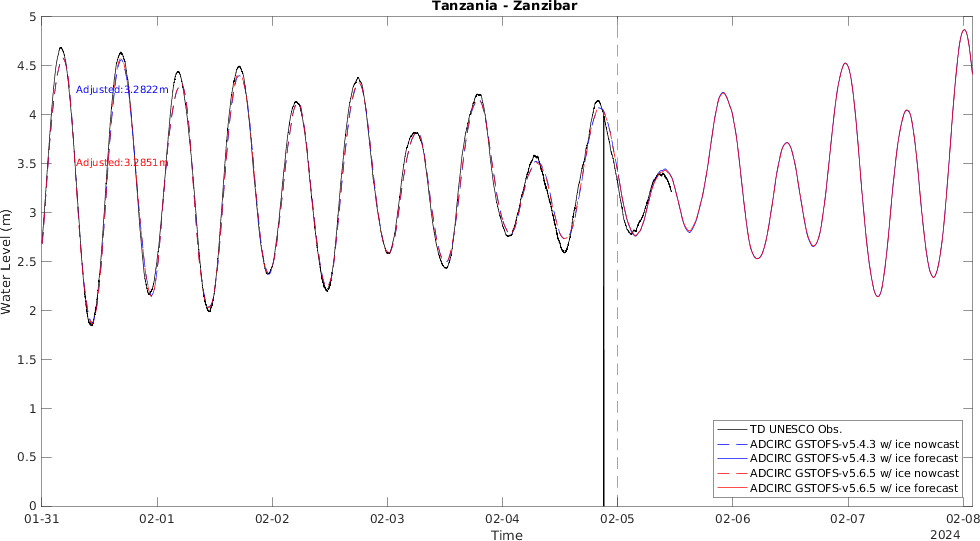 Tanzania - Zanzibar
5
4.5
4
3.5
3
2.5
2
1.5
1
0.5
0
Water Level (m)
Adjusted:3.2822m
Adjusted:3.2851m
TD UNESCO Obs.
ADCIRC GSTOFS-v5.4.3 w/ ice nowcast
ADCIRC GSTOFS-v5.4.3 w/ ice forecast
ADCIRC GSTOFS-v5.6.5 w/ ice nowcast
ADCIRC GSTOFS-v5.6.5 w/ ice forecast
01-31 02-01 02-02 02-03 02-04 02-05 02-06 02-07 02-08
Time
2024